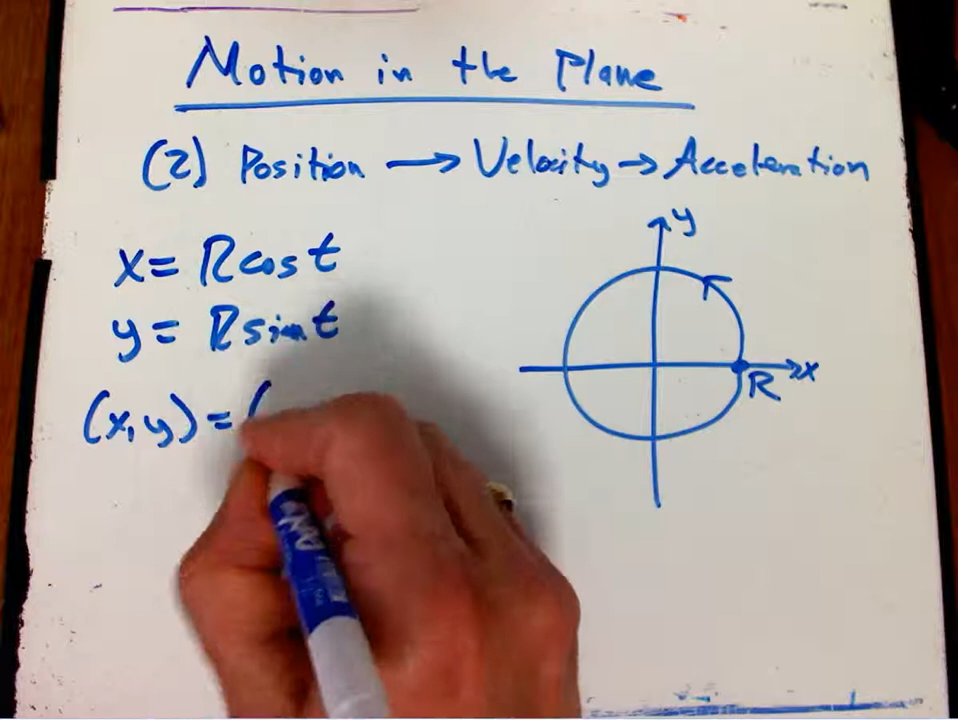 Motion in the Plane
(2) Position → Velocity → Acceleration
x = R cos t
y = R sin t
(x, y) = (
y
x
R